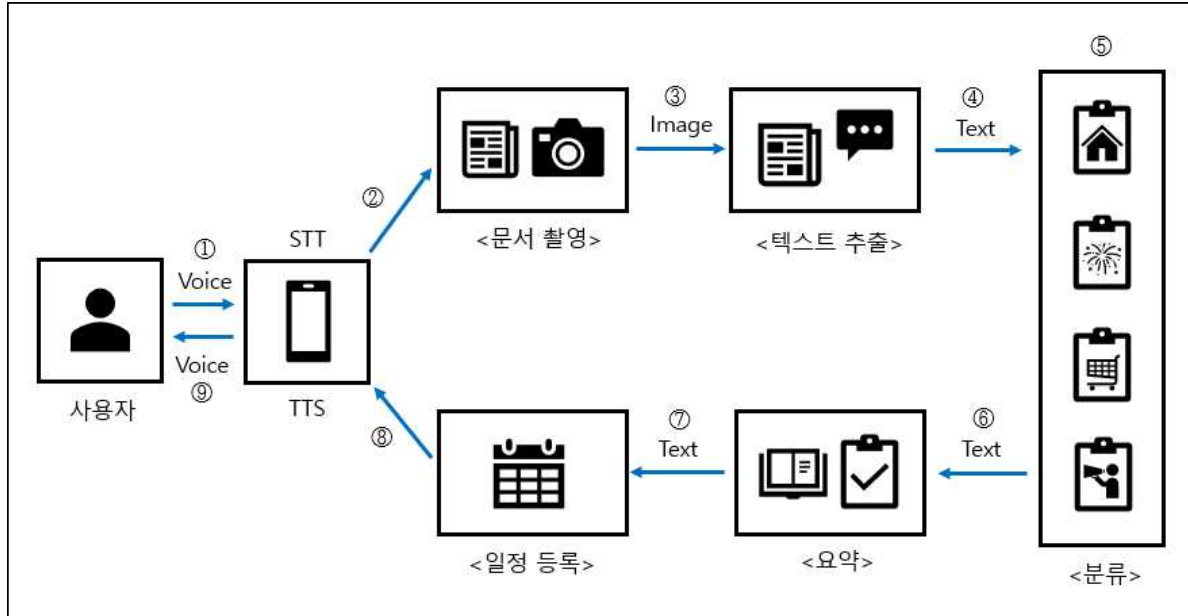 ⑤
③
Image
④
Text
②
<문서 촬영>
<텍스트 추출>
STT
①
Voice
Voice
⑨
사용자
TTS
⑧
⑦
Text
⑥
Text
<일정 등록>
<요약>
<분류>